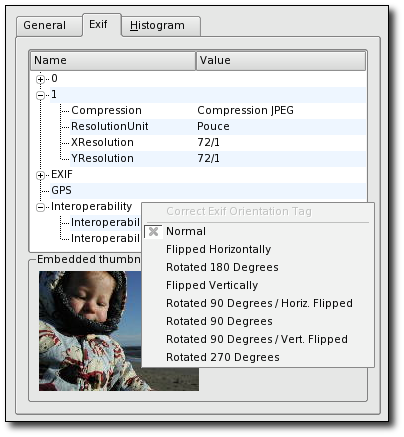 General Exif Histogram
Name Value
0
1
Compression Compression JPEG
ResolutionUnit Pouce
XResolution 72/1
YResolution 72/1
EXIF
GPS
Interoperability
Interoperabil
Interoperabil
Embedded thumbn
Correct Exif Orientation Tag
Normal
Flipped Horizontally
Rotated 180 Degrees
Flipped Vertically
Rotated 90 Degrees / Horiz. Flipped
Rotated 90 Degrees
Rotated 90 Degrees / Vert. Flipped
Rotated 270 Degrees